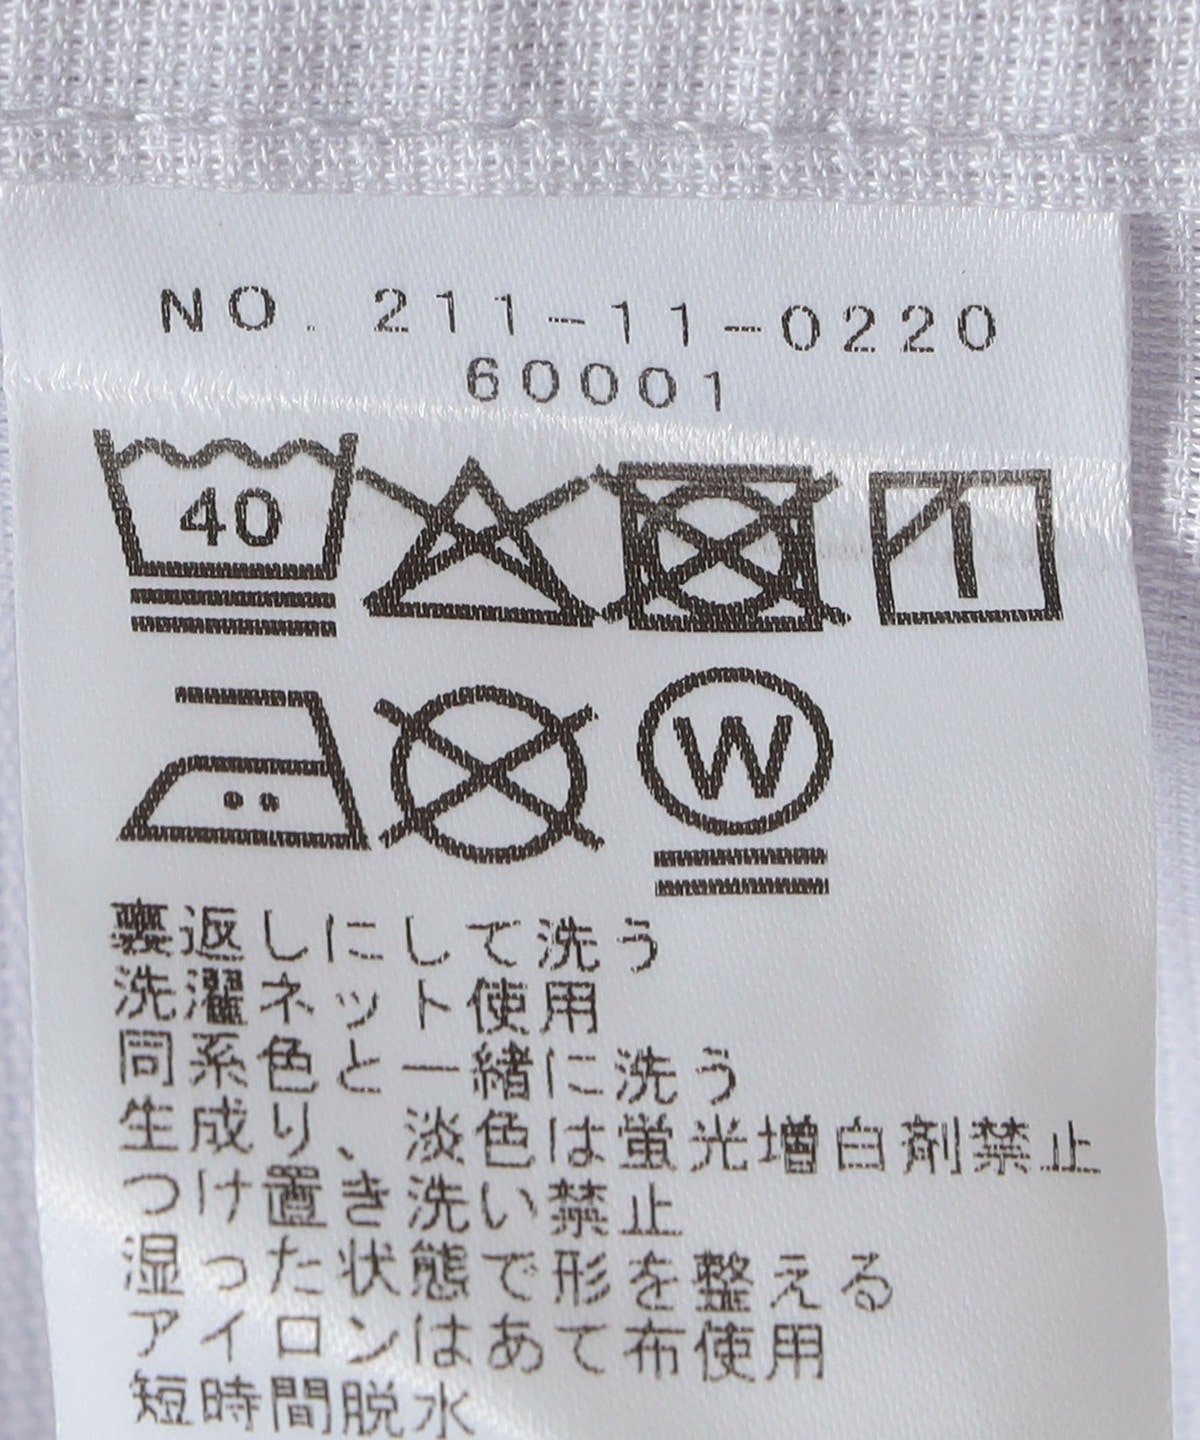 NO. 211-11-0220
60001
40
W
裏返しにして洗う
洗濯ネット使用
同系色と一緒に洗う
生成り、淡色は蛍光増白剤禁止
つけ置き洗い禁止
湿った状態で形を整える
アイロンはあて布使用
短時間脱水